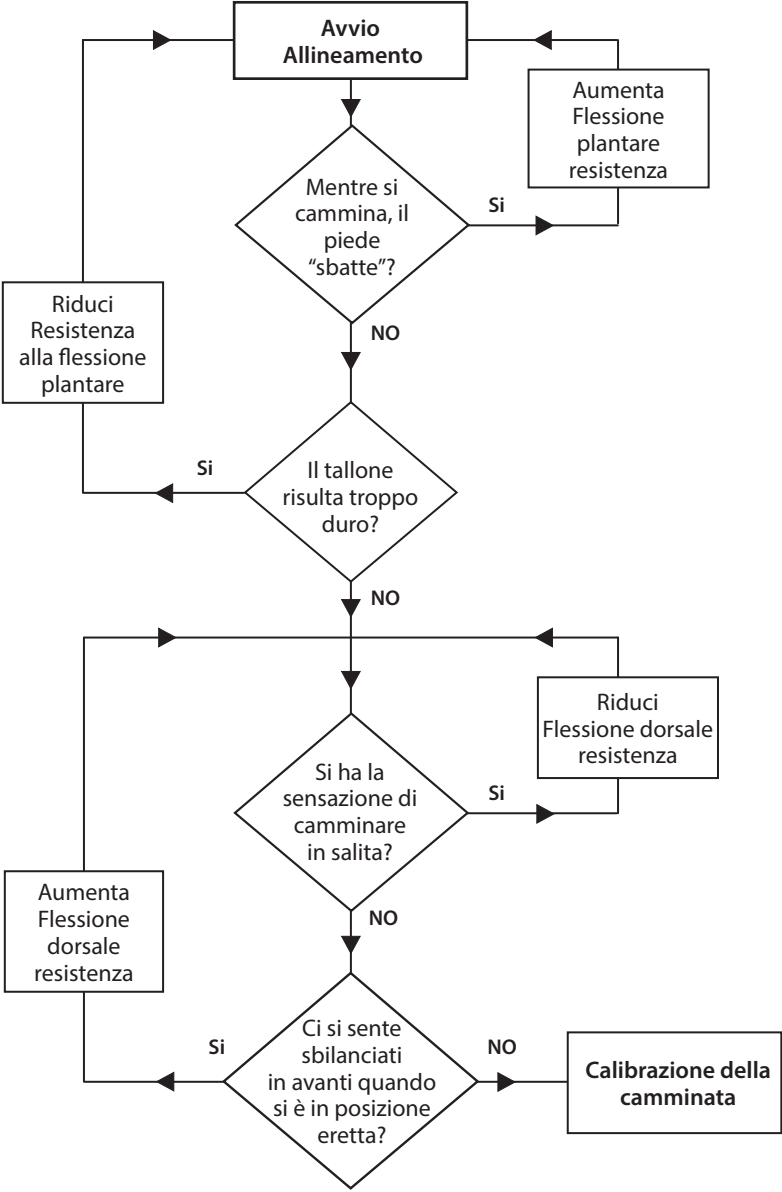 Avvio
Allineamento
Aumenta
Flessione
plantare
resistenza
Mentre si
cammina, il
piede
“sbatte”?
Si
NO
Riduci
Resistenza
alla flessione
plantare
Si
Il tallone
risulta troppo
duro?
NO
Riduci
Flessione dorsale
resistenza
Si ha la
sensazione di
camminare
in salita?
Si
NO
Aumenta
Flessione
dorsale
resistenza
Si
Ci si sente
sbilanciati
in avanti quando
si è in posizione
eretta?
NO
Calibrazione della
camminata